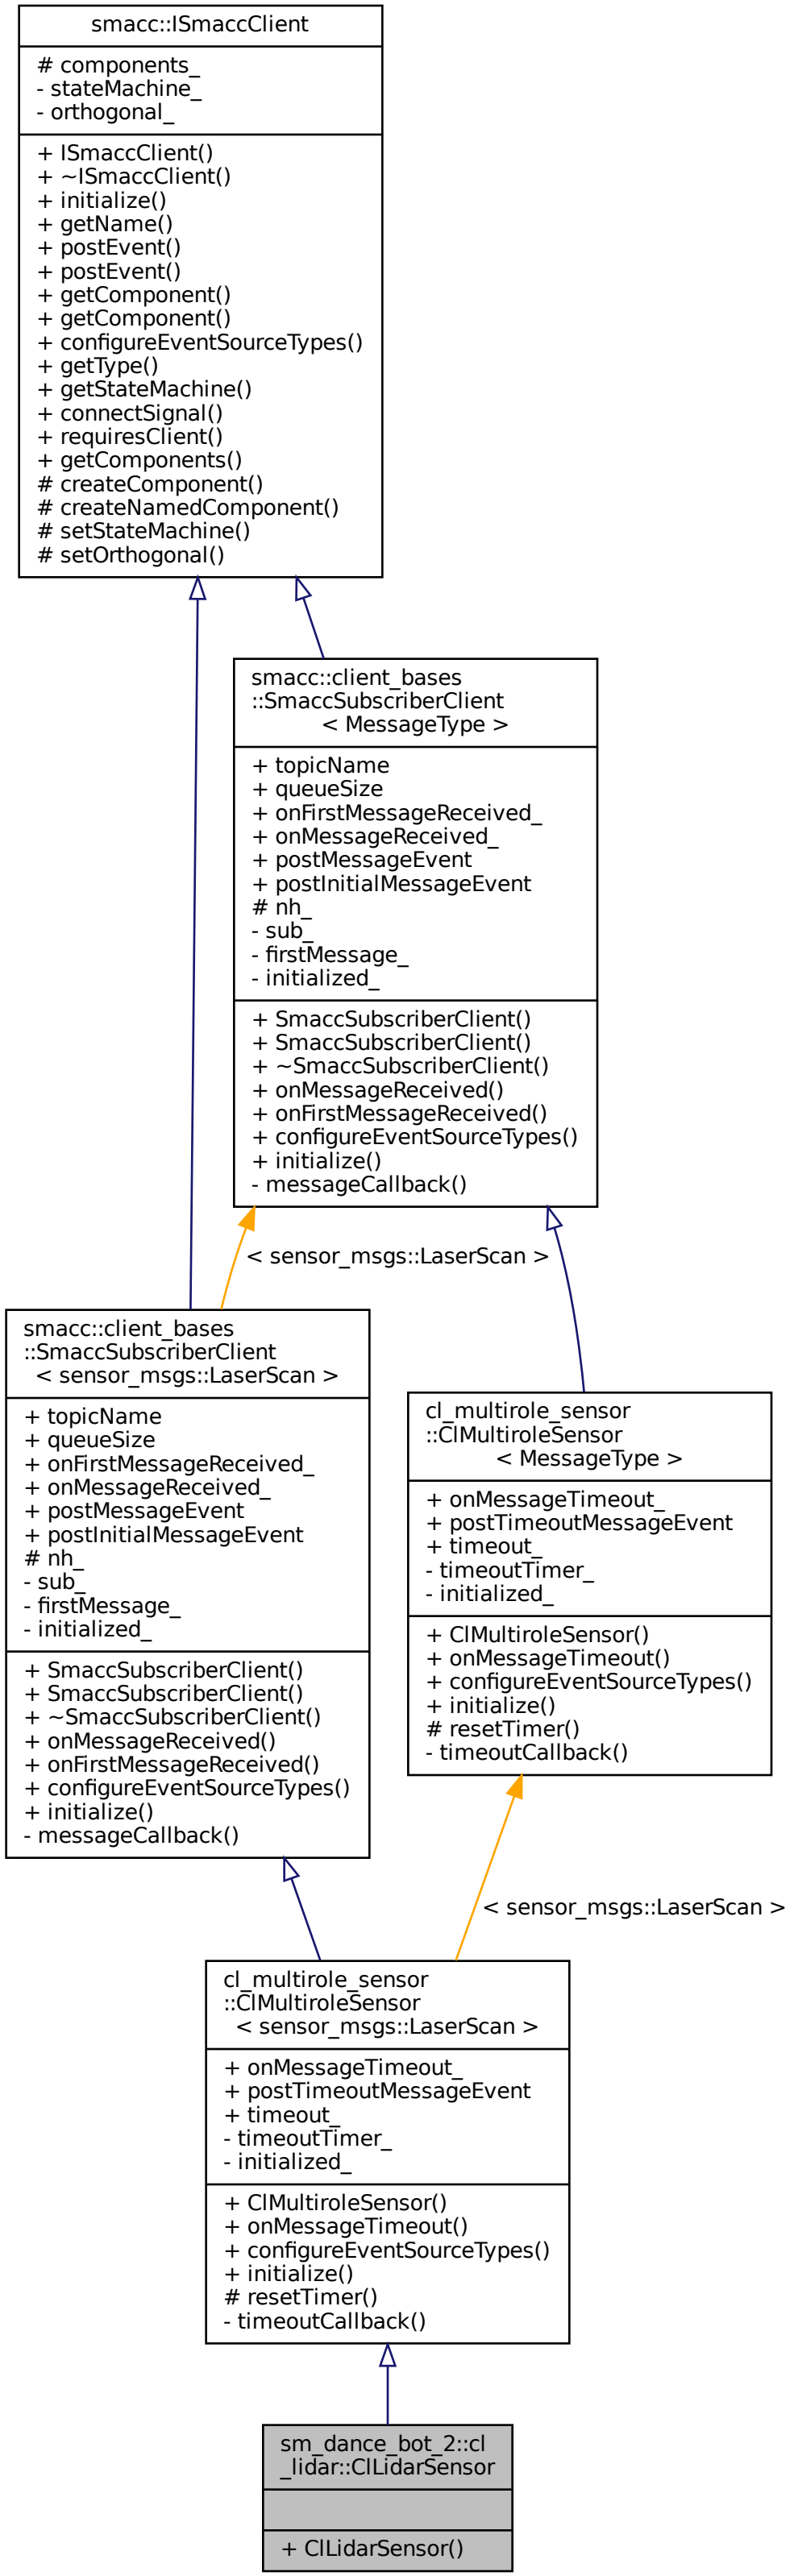 smacc::ISmaccClient
# components_
- stateMachine_
- orthogonal_
+ ISmaccClient()
+ ~ISmaccClient()
+ initialize()
+ getName()
+ postEvent()
+ postEvent()
+ getComponent()
+ getComponent()
+ configureEventSourceTypes()
+ getType()
+ getStateMachine()
+ connectSignal()
+ requiresClient()
+ getComponents()
# createComponent()
# createNamedComponent()
# setStateMachine()
# setOrthogonal()
smacc::client_bases
::SmaccSubscriberClient
< MessageType >
+ topicName
+ queueSize
+ onFirstMessageReceived_
+ onMessageReceived_
+ postMessageEvent
+ postInitialMessageEvent
# nh_
- sub_
- firstMessage_
- initialized_
+ SmaccSubscriberClient()
+ SmaccSubscriberClient()
+ ~SmaccSubscriberClient()
+ onMessageReceived()
+ onFirstMessageReceived()
+ configureEventSourceTypes()
+ initialize()
- messageCallback()
< sensor_msgs::LaserScan >
smacc::client_bases
::SmaccSubscriberClient
< sensor_msgs::LaserScan >
+ topicName
+ queueSize
+ onFirstMessageReceived_
+ onMessageReceived_
+ postMessageEvent
+ postInitialMessageEvent
# nh_
- sub_
- firstMessage_
- initialized_
+ SmaccSubscriberClient()
+ SmaccSubscriberClient()
+ ~SmaccSubscriberClient()
+ onMessageReceived()
+ onFirstMessageReceived()
+ configureEventSourceTypes()
+ initialize()
- messageCallback()
cl_multirole_sensor
::ClMultiroleSensor
< MessageType >
+ onMessageTimeout_
+ postTimeoutMessageEvent
+ timeout_
- timeoutTimer_
- initialized_
+ ClMultiroleSensor()
+ onMessageTimeout()
+ configureEventSourceTypes()
+ initialize()
# resetTimer()
- timeoutCallback()
< sensor_msgs::LaserScan >
cl_multirole_sensor
::ClMultiroleSensor
< sensor_msgs::LaserScan >
+ onMessageTimeout_
+ postTimeoutMessageEvent
+ timeout_
- timeoutTimer_
- initialized_
+ ClMultiroleSensor()
+ onMessageTimeout()
+ configureEventSourceTypes()
+ initialize()
# resetTimer()
- timeoutCallback()
sm_dance_bot_2::cl
_lidar::ClLidarSensor
+ ClLidarSensor()